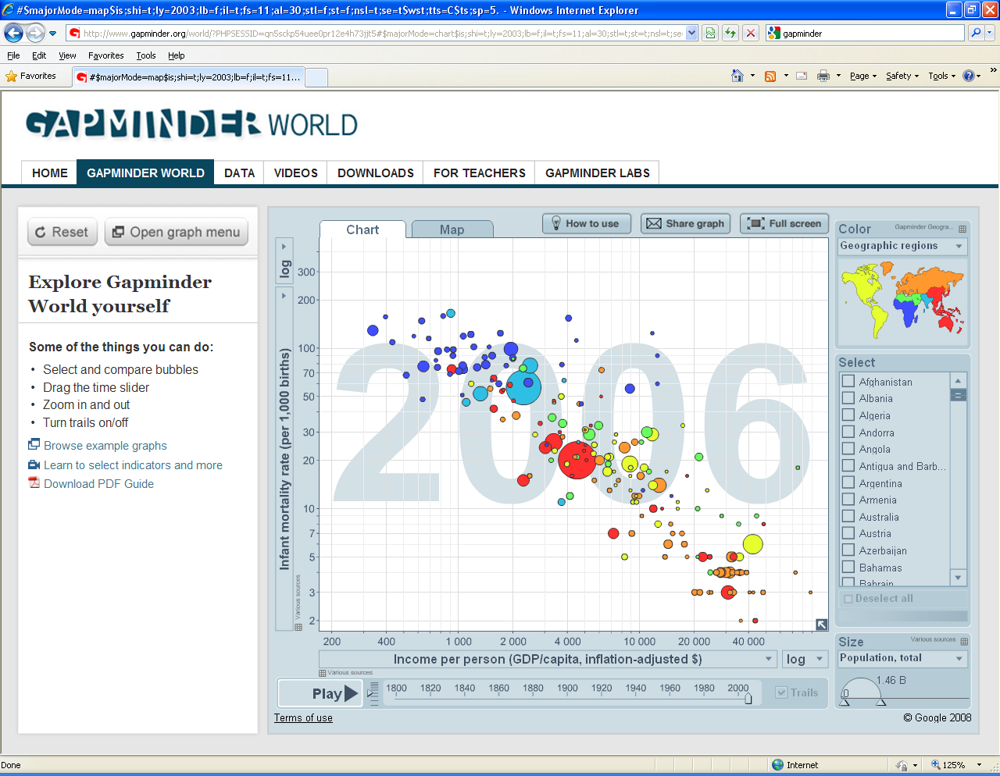 #$majorMode=map$is;shi=t;ly=2003;lb=f;il=t;fs=11;al=30;stl=f;st=f;nsl=t;se=t$wst;tts=C$ts;sp=5. - Windows Internet Explorer
http://www.gapminder.org/world/?PHPSESSID=qn5sckp54uee0pr12e4h73jjt5#$majorMode=chart$is;shi=t;ly=2003;lb=f;il=t;fs=11;al=30;stl=t;st=t;nsl=t;se:
gapminder
File Edit View Favorites Tools Help
Favorites
#$majorMode=map$is;shi=t;ly=2003;lb=f;il=t;fs=11...
Page Safety Tools
GAPMINDER WORLD
HOME GAPMINDER WORLD DATA VIDEOS DOWNLOADS FOR TEACHERS GAPMINDER LABS
Reset Open graph menu
Explore Gapminder
World yourself
Some of the things you can do:
• Select and compare bubbles
• Drag the time slider
• Zoom in and out
• Turn trails on/off
Browse example graphs
Learn to select indicators and more
Download PDF Guide
Chart Map
How to use Share graph Full screen
log
Infant mortality rate (per 1,000 births)
Various sources
300
200
100
70
50
30
20
10
7
5
3
2
2006
200 400 1 000 2 000 4 000 10 000 20 000 40 000
Income per person (GDP/capita, inflation-adjusted $) log
Various sources
Play
1800 1820 1840 1860 1880 1900 1920 1940 1960 1980 2000
Trails
Terms of use
Color Gapminder Geogra...
Geographic regions
Select
Afghanistan
Albania
Algeria
Andorra
Angola
Antigua and Barb...
Argentina
Armenia
Australia
Austria
Azerbaijan
Bahamas
Bahrain
Deselect all
Size Various sources
Population, total
1.46 B
0
© Google 2008
Done Internet 125%